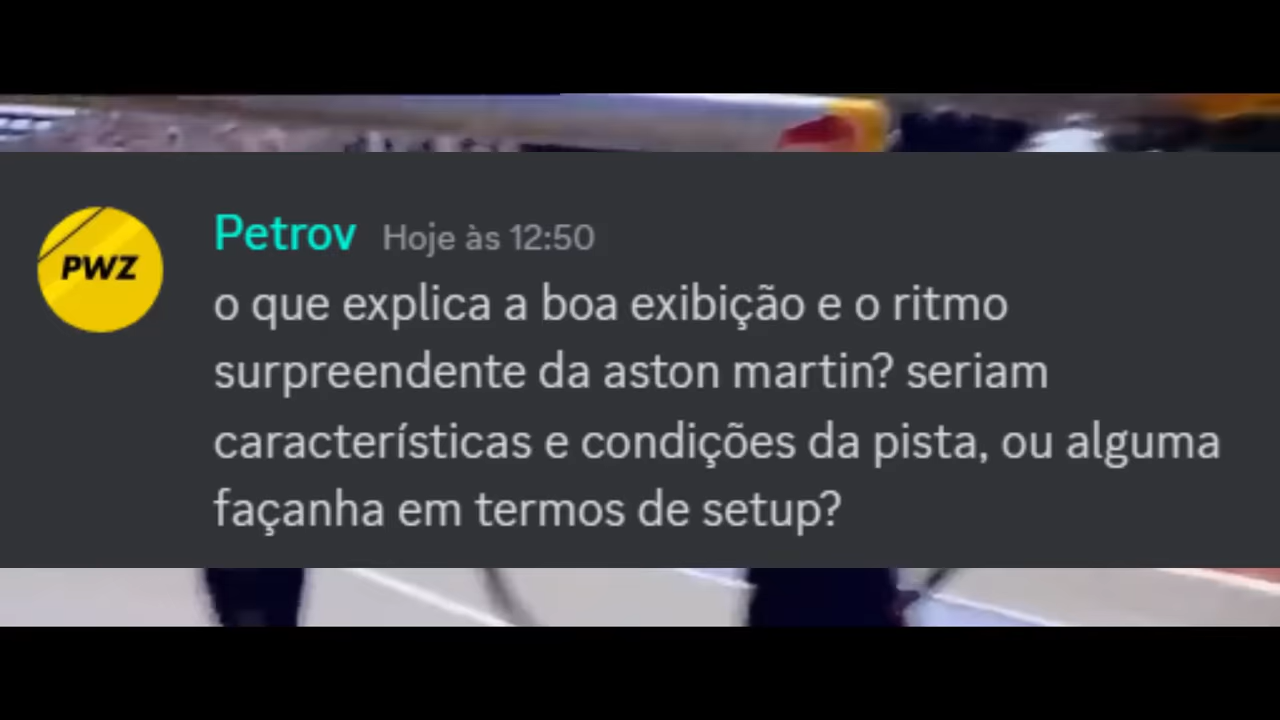 PWZ
Petrov Hoje às 12:50
o que explica a boa exibição e o ritmo
surpreendente da aston martin? seriam
características e condições da pista, ou alguma
façanha em termos de setup?